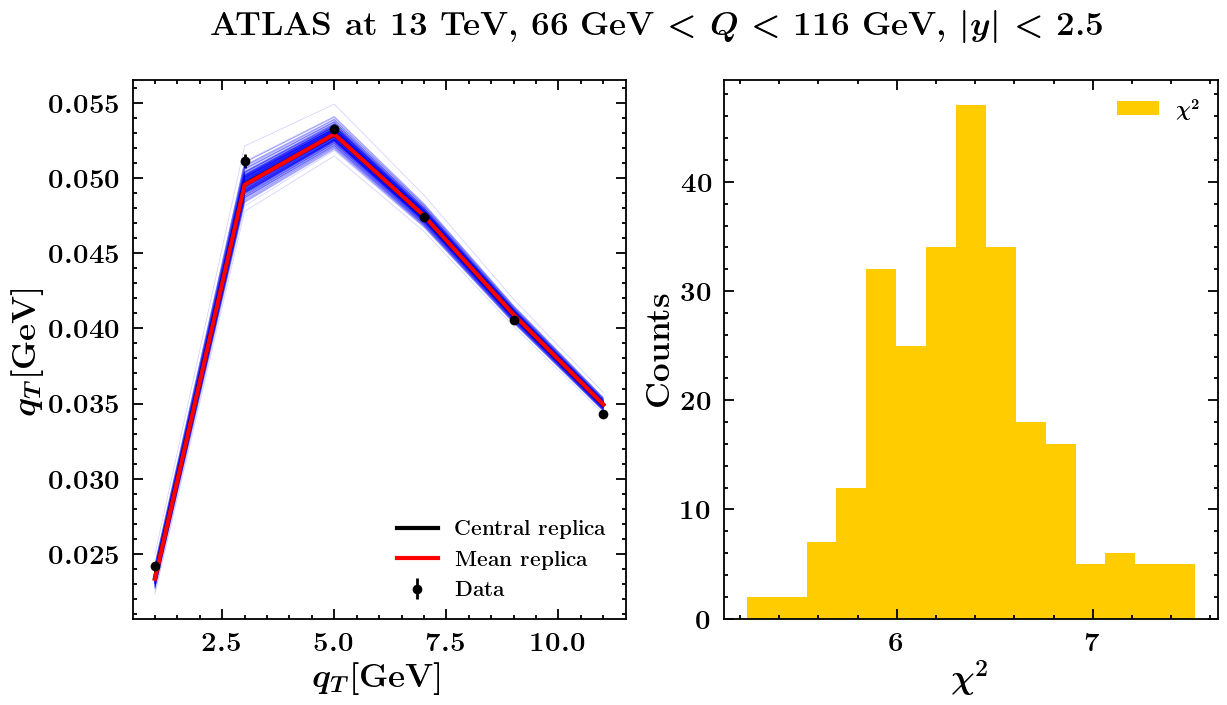 ATLAS at 13 TeV, 66 GeV < Q < 116 GeV, |y| < 2.5
0.055
0.050
0.045
0.040
0.035
0.030
0.025
q_T[GeV]
2.5
5.0
7.5
10.0
q_T[GeV]
Central replica
Mean replica
Data
40
30
20
10
0
Counts
6
7
χ²
χ²